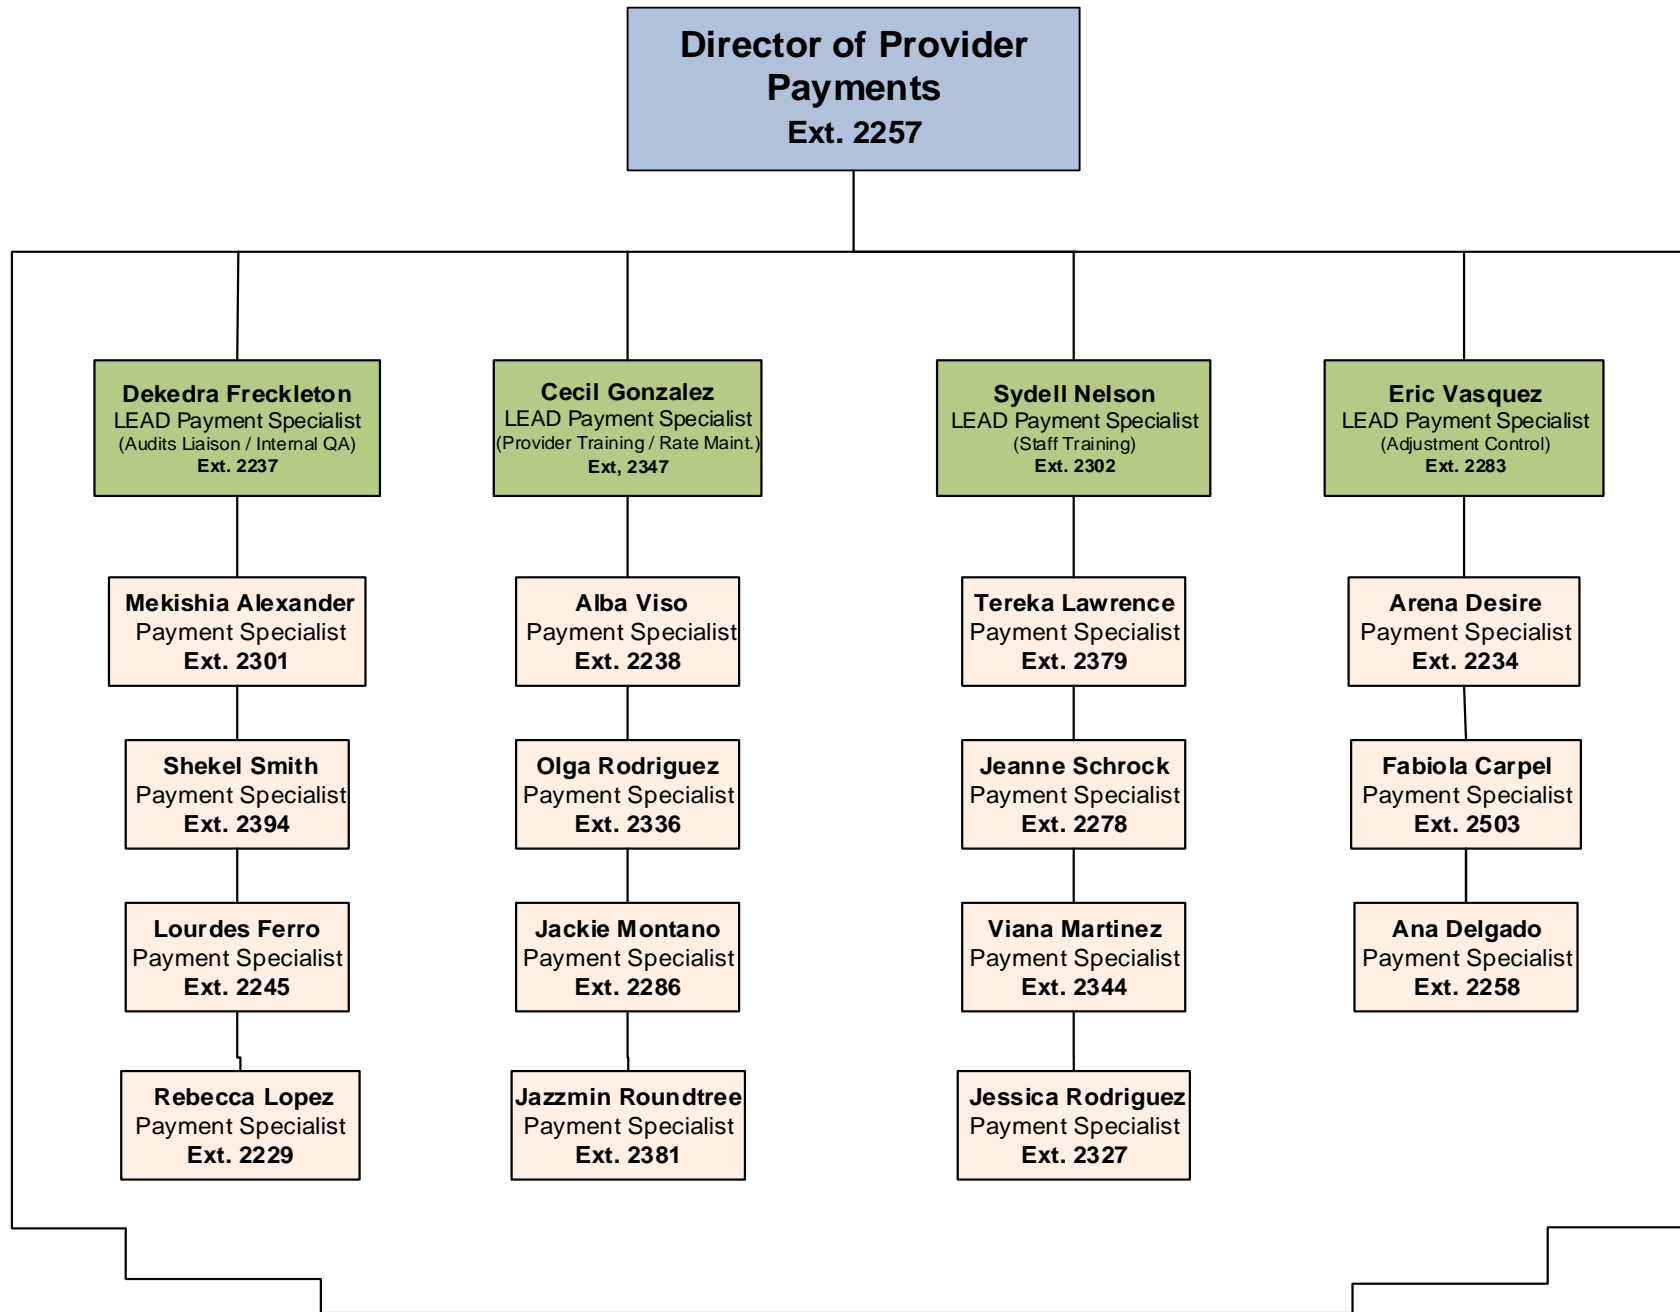 Director of Provider
Payments
Ext. 2257
Dekedra Freckleton
LEAD Payment Specialist
(Audits Liaison / Internal QA)
Ext. 2237
Cecil Gonzalez
LEAD Payment Specialist
(Provider Training / Rate Maint.)
Ext, 2347
Sydell Nelson
LEAD Payment Specialist
(Staff Training)
Ext. 2302
Eric Vasquez
LEAD Payment Specialist
(Adjustment Control)
Ext. 2283
Mekishia Alexander
Payment Specialist
Ext. 2301
Alba Viso
Payment Specialist
Ext. 2238
Tereka Lawrence
Payment Specialist
Ext. 2379
Arena Desire
Payment Specialist
Ext. 2234
Shekel Smith
Payment Specialist
Ext. 2394
Olga Rodriguez
Payment Specialist
Ext. 2336
Jeanne Schrock
Payment Specialist
Ext. 2278
Fabiola Carpel
Payment Specialist
Ext. 2503
Lourdes Ferro
Payment Specialist
Ext. 2245
Jackie Montano
Payment Specialist
Ext. 2286
Viana Martinez
Payment Specialist
Ext. 2344
Ana Delgado
Payment Specialist
Ext. 2258
Rebecca Lopez
Payment Specialist
Ext. 2229
Jazzmin Roundtree
Payment Specialist
Ext. 2381
Jessica Rodriguez
Payment Specialist
Ext. 2327